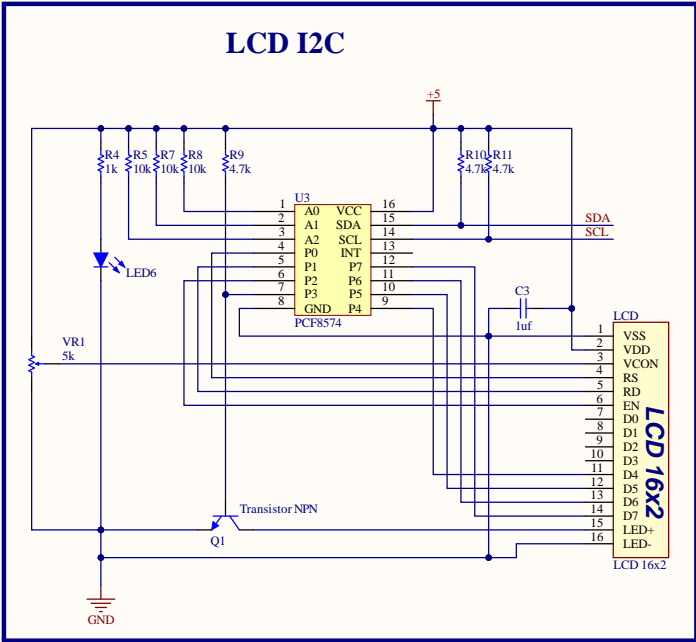 LCD I2C
+5
R4
1k
R5
10k
R7
10k
R8
10k
R9
4.7k
R10
4.7k
R11
4.7k
U3
1 A0 VCC 16
2 A1 SDA 15
3 A2 SCL 14
4 P0 INT 13
5 P1 P7 12
6 P2 P6 11
7 P3 P5 10
8 GND P4 9
PCF8574
SDA
SCL
LED6
C3
1uf
VR1
5k
LCD
1 VSS
2 VDD
3 VCON
4 RS
5 RD
6 EN
7 D0
8 D1
9 D2
10 D3
11 D4
12 D5
13 D6
14 D7
15 LED+
16 LED-
LCD 16x2
LCD 16x2
Transistor NPN
Q1
GND